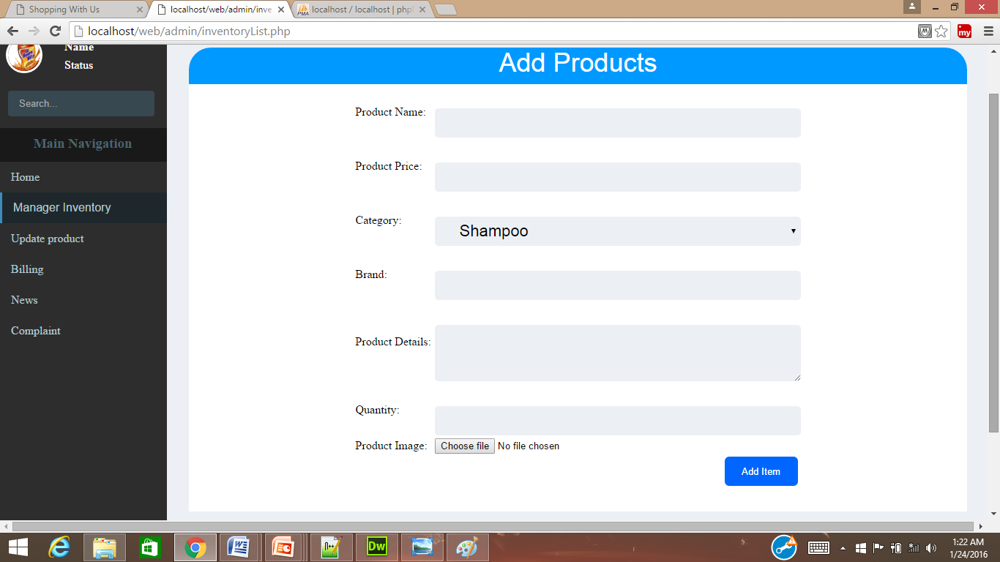 Shopping With Us
localhost/web/admin/inve
localhost / localhost | php
PMA
localhost/web/admin/inventoryList.php
my
Name
Status
Search...
Main Navigation
Home
Manager Inventory
Update product
Billing
News
Complaint
Add Products
Product Name:
Product Price:
Category:
Shampoo
Brand:
Product Details:
Quantity:
Product Image:
Choose file No file chosen
Add Item
n++
Dw
1:22 AM
1/24/2016